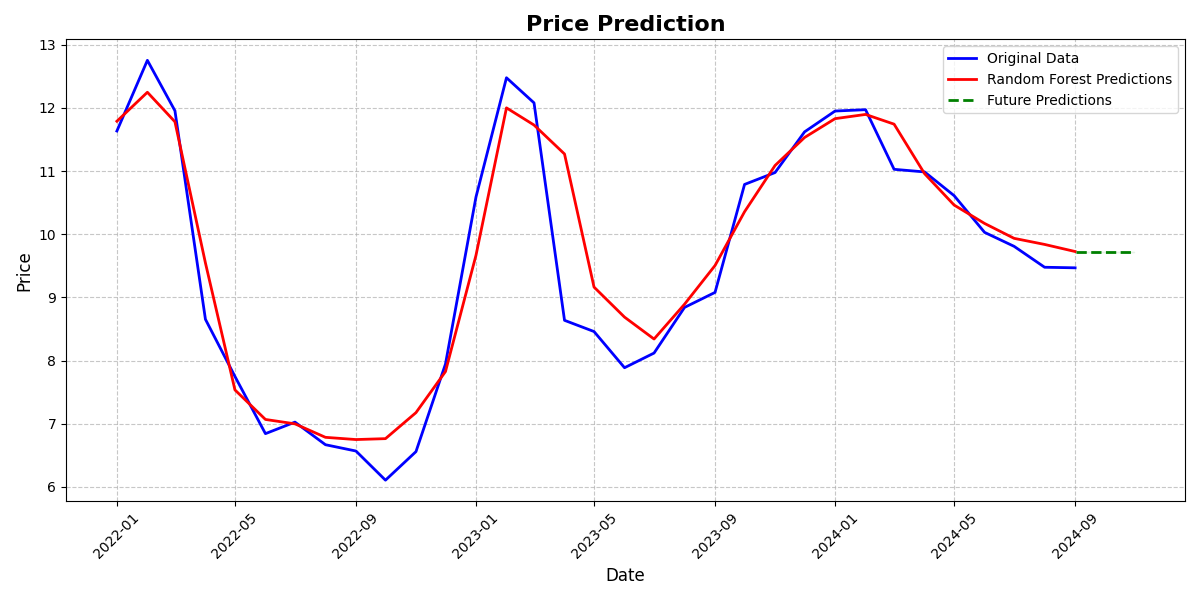 Price Prediction
Original Data
Random Forest Predictions
Future Predictions
Price
13
12
11
10
9
8
7
6
2022-01
2022-05
2022-09
2023-01
2023-05
2023-09
2024-01
2024-05
2024-09
Date